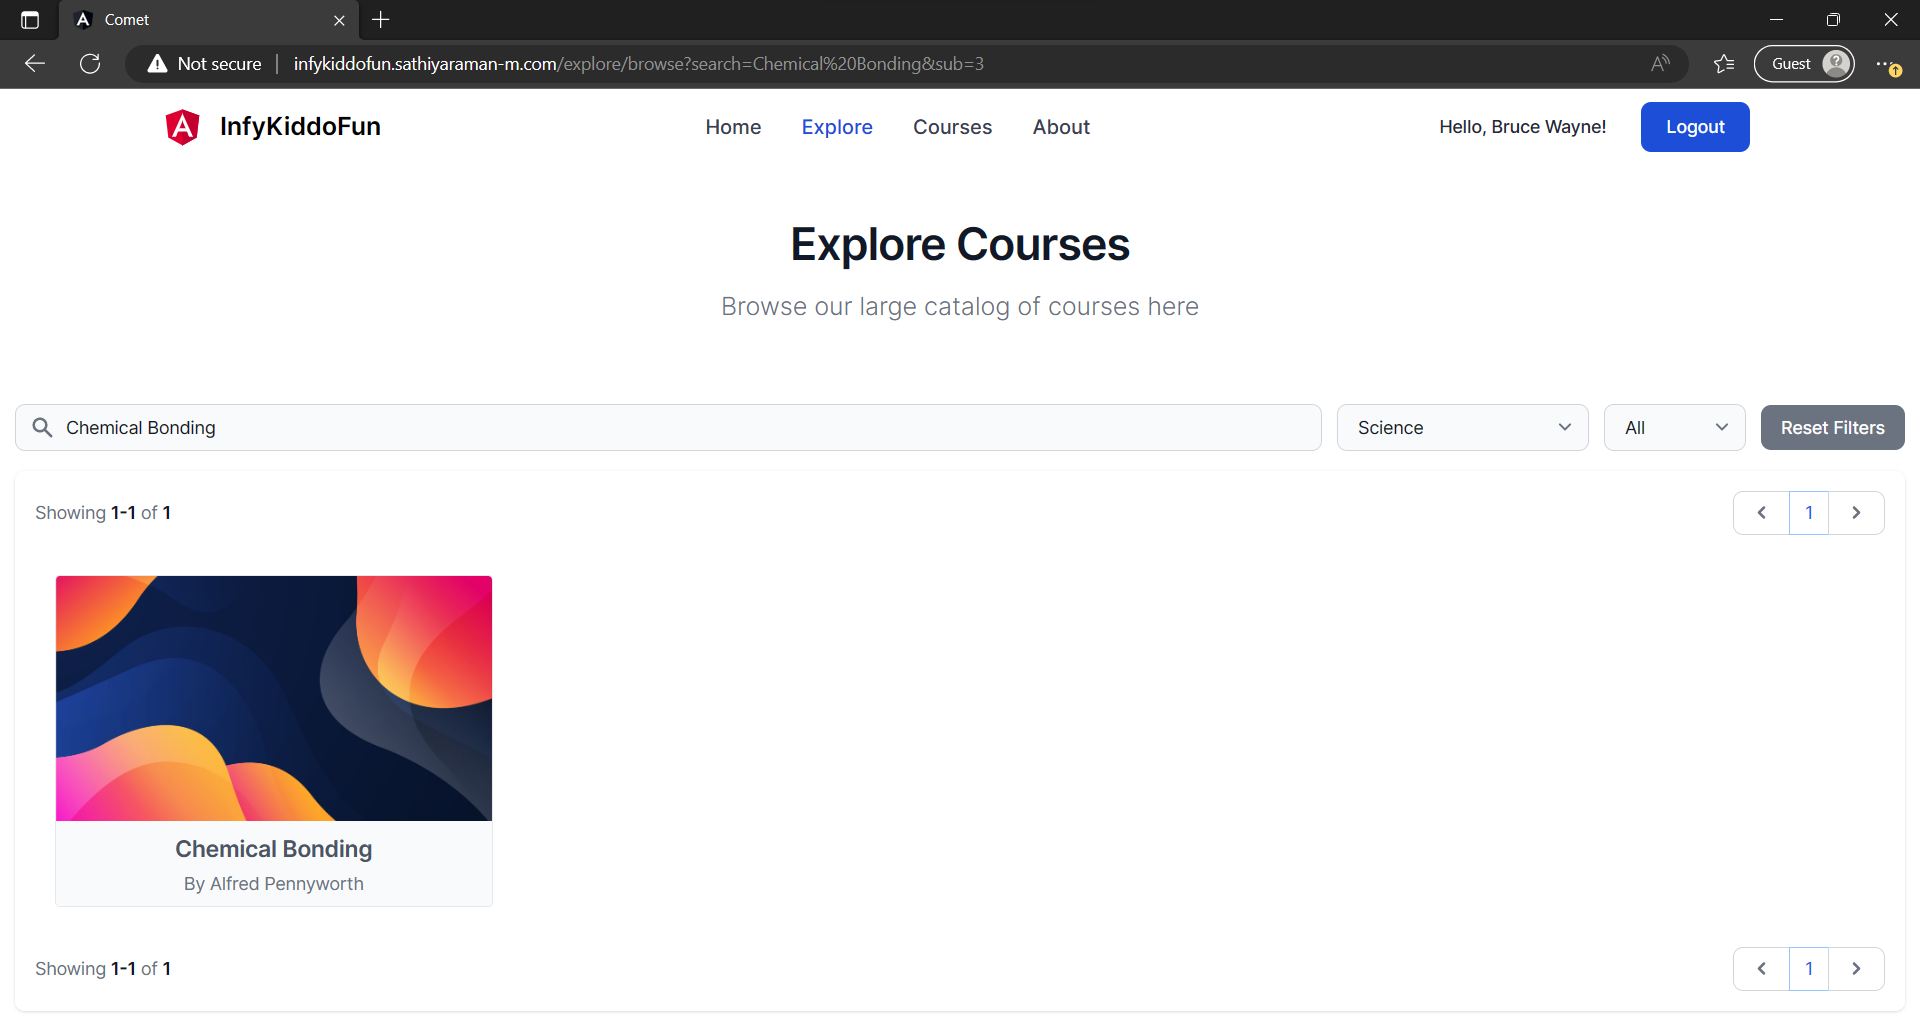 Comet
Not secure
infykiddofun.sathiyaraman-m.com/explore/browse?search=Chemical%20Bonding&sub=3
Guest
InfyKiddoFun
Home
Explore
Courses
About
Hello, Bruce Wayne!
Logout
Explore Courses
Browse our large catalog of courses here
Chemical Bonding
Science
All
Reset Filters
Showing 1-1 of 1
1
Chemical Bonding
By Alfred Pennyworth
Showing 1-1 of 1
1